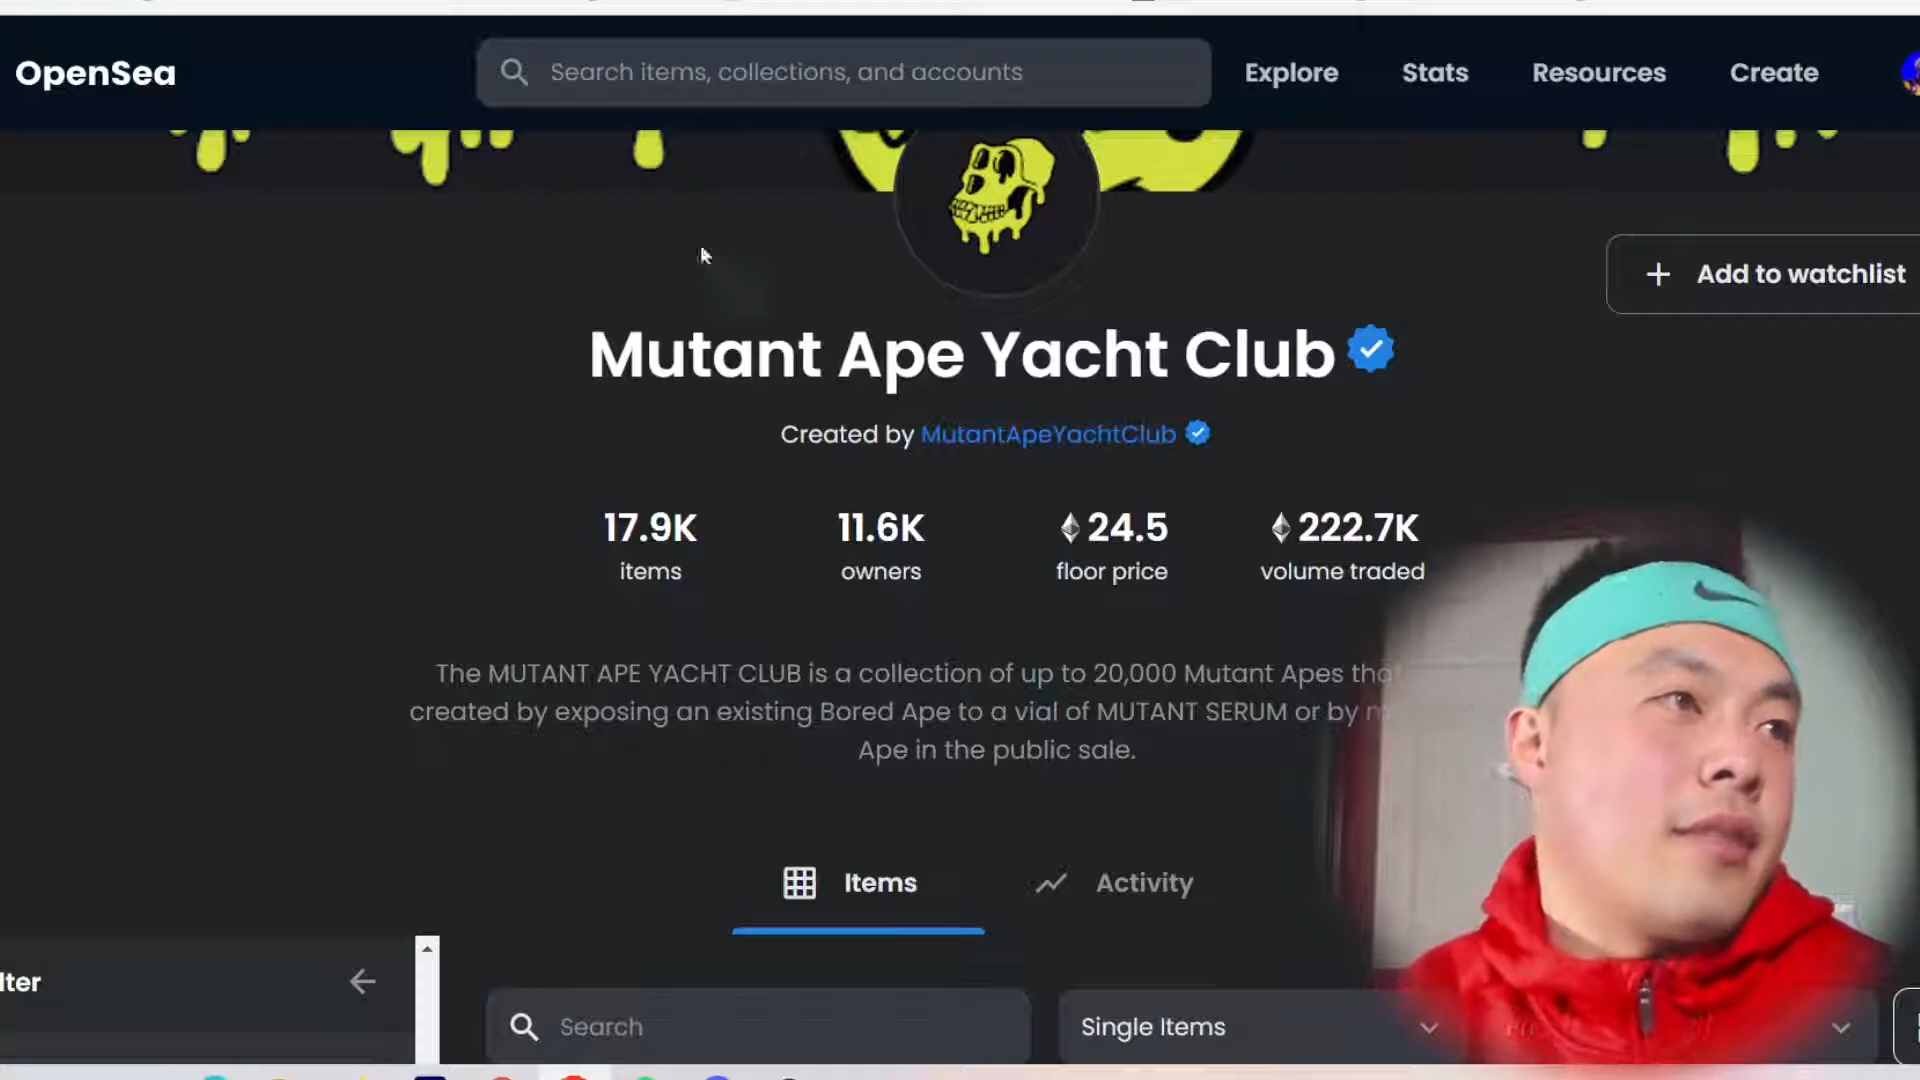 OpenSea
Search items, collections, and accounts
Explore
Stats
Resources
Create
Add to watchlist
Mutant Ape Yacht Club
Created by MutantApeYachtClub
17.9K
items
11.6K
owners
24.5
floor price
222.7K
volume traded
The MUTANT APE YACHT CLUB is a collection of up to 20,000 Mutant Apes
created by exposing an existing Bored Ape to a vial of MUTANT SERUM or by
Ape in the public sale.
Items
Activity
lter
Search
Single Items